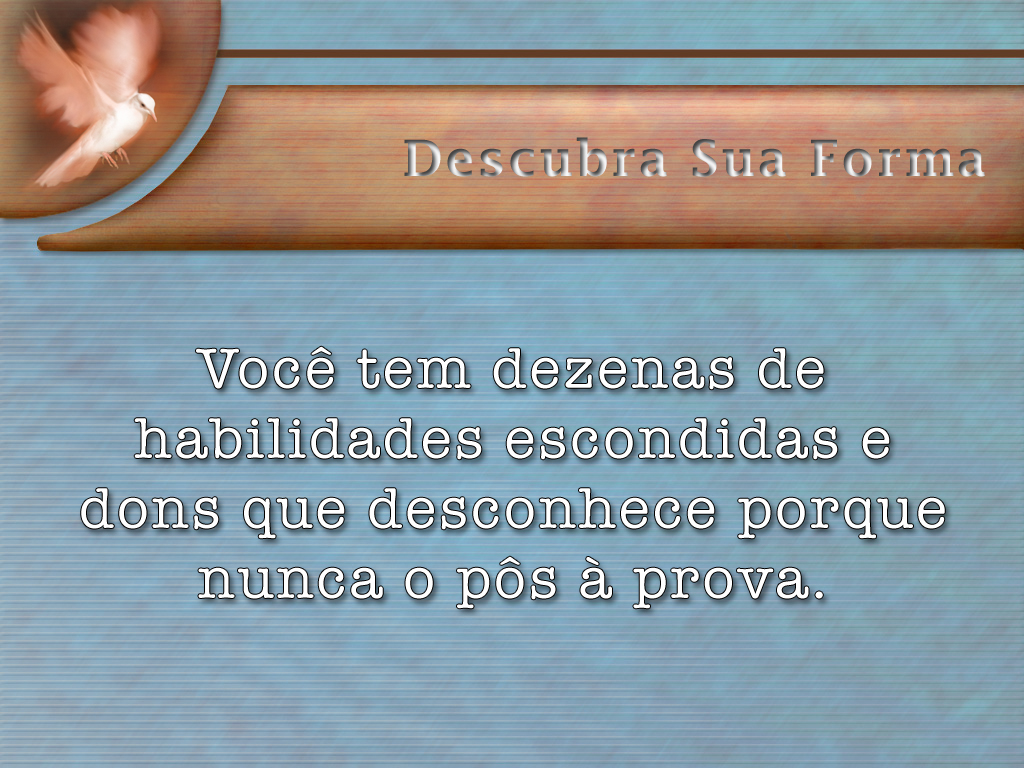 Descubra Sua Forma
Você tem dezenas de
habilidades escondidas e
dons que desconhece porque
nunca o pôs à prova.